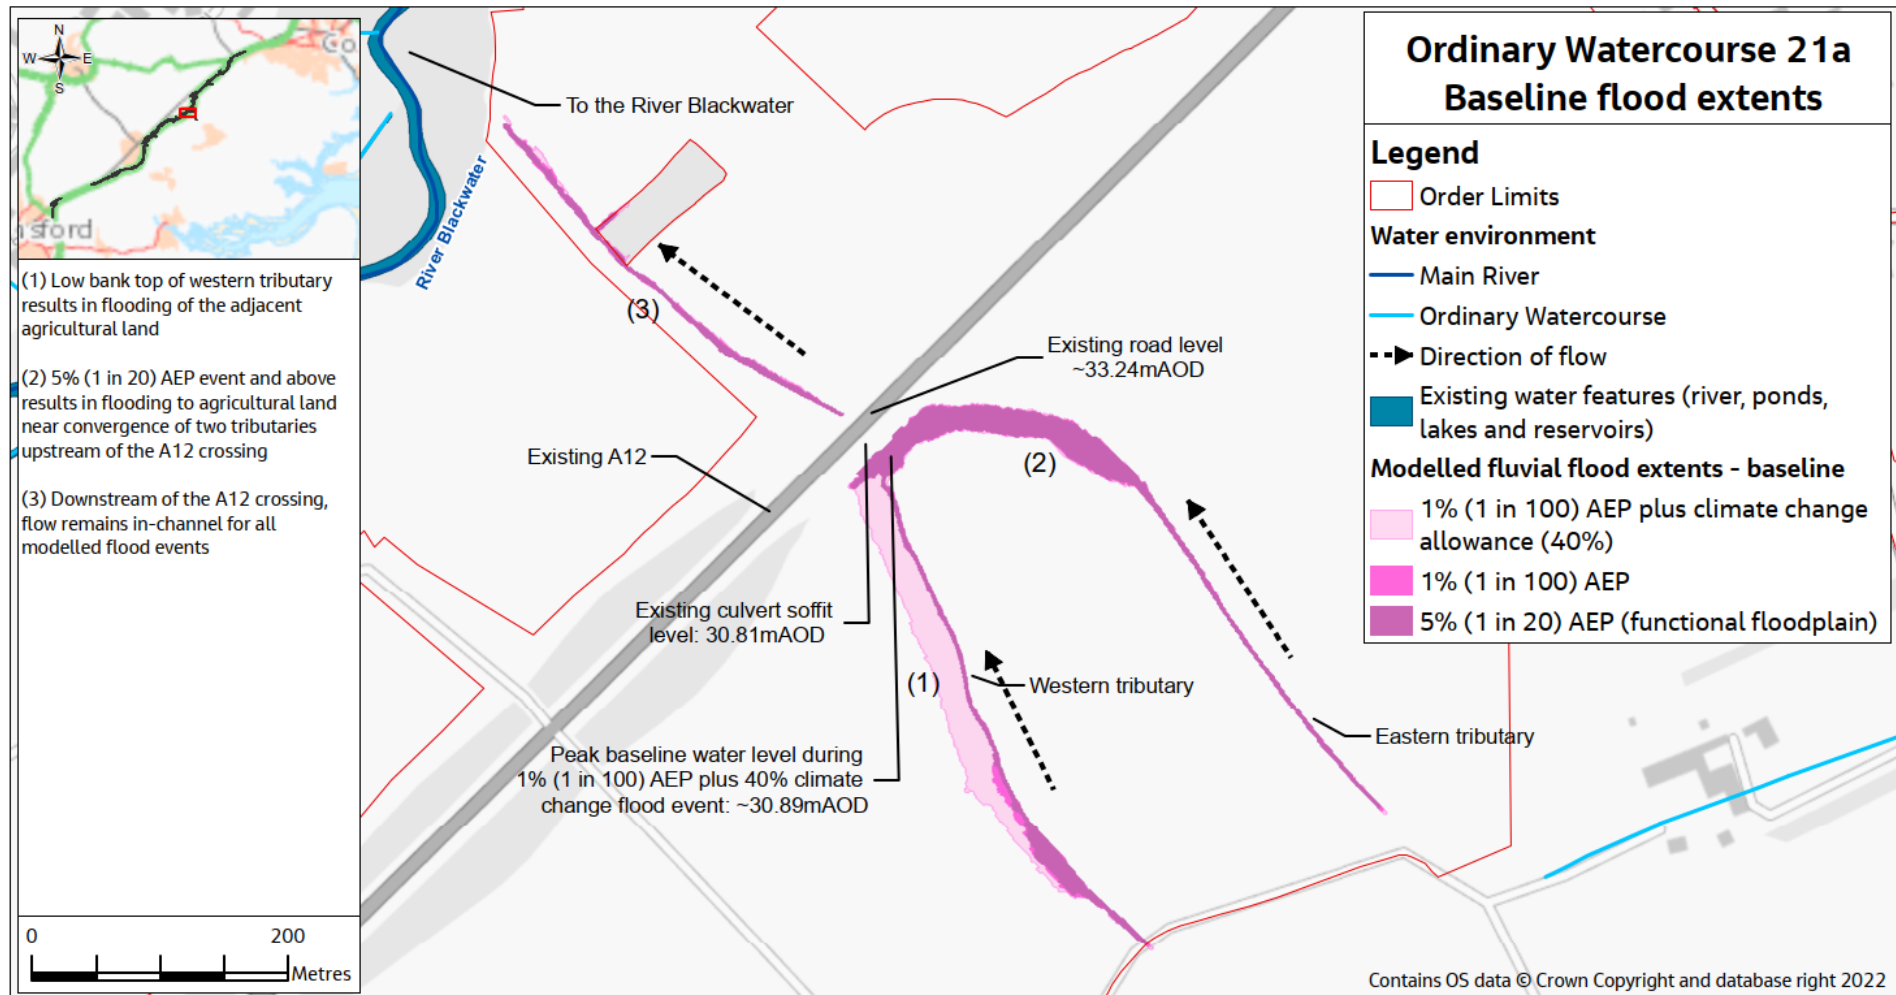 N
W E
S
Co
nsford
(1) Low bank top of western tributary
results in flooding of the adjacent
agricultural land
(2) 5% (1 in 20) AEP event and above
results in flooding to agricultural land
near convergence of two tributaries
upstream of the A12 crossing
(3) Downstream of the A12 crossing,
flow remains in-channel for all
modelled flood events
0 200
Metres
To the River Blackwater
River Blackwater
(3)
Existing road level
~33.24mAOD
Existing A12
(2)
Existing culvert soffit
level: 30.81mAOD
(1)
Western tributary
Eastern tributary
Peak baseline water level during
1% (1 in 100) AEP plus 40% climate
change flood event: ~30.89mAOD
Ordinary Watercourse 21a
Baseline flood extents
Legend
Order Limits
Water environment
Main River
Ordinary Watercourse
Direction of flow
Existing water features (river, ponds,
lakes and reservoirs)
Modelled fluvial flood extents - baseline
1% (1 in 100) AEP plus climate change
allowance (40%)
1% (1 in 100) AEP
5% (1 in 20) AEP (functional floodplain)
Contains OS data © Crown Copyright and database right 2022